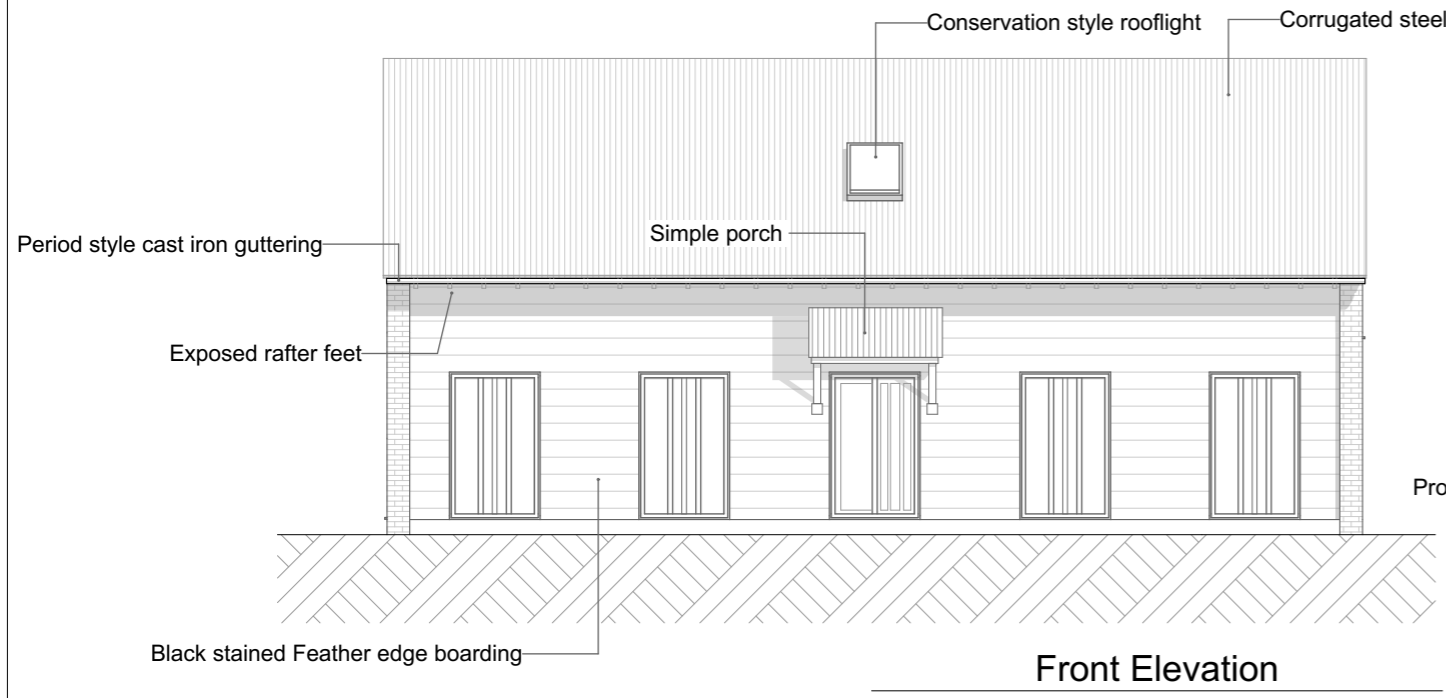 Conservation style rooflight
Corrugated steel
Period style cast iron guttering
Simple porch
Exposed rafter feet
Pro
Black stained Feather edge boarding
Front Elevation